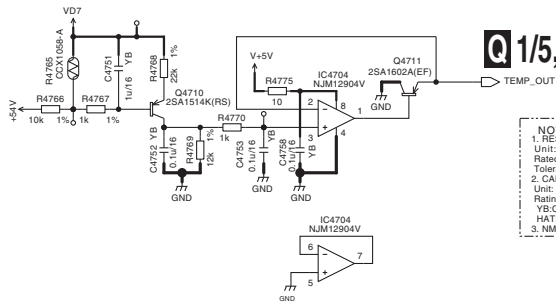 VD7
R4765
CCX1058-A
C4751
1u/16
YB
R4768
22k
1%
V+5V
Q4711
2SA1602A(EF)
Q 1/5,
TEMP_OUT
+54V
R4766
10k
1%
R4767
1k
1%
Q4710
2SA1514K(RS)
R4775
10
IC4704
NJM12904V
2
3
8
4
1
GND
C4752
YB
0.1u/16
R4769
12k
1%
R4770
1k
C4753
0.1u/16
YB
C4758
0.1u/16
YB
GND
GND
GND
NO
1. RE
Unit:
Rated
Toler
2. CA
Unit:
Ratin
YB:C
HAT
3. NM
IC4704
NJM12904V
6
5
7
GND